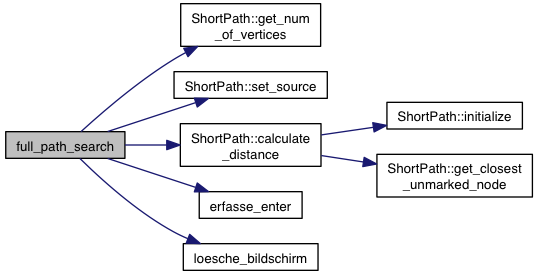 ShortPath::get_num
_of_vertices
ShortPath::set_source
full_path_search
ShortPath::calculate
_distance
ShortPath::initialize
ShortPath::get_closest
_unmarked_node
erfasse_enter
loesche_bildschirm